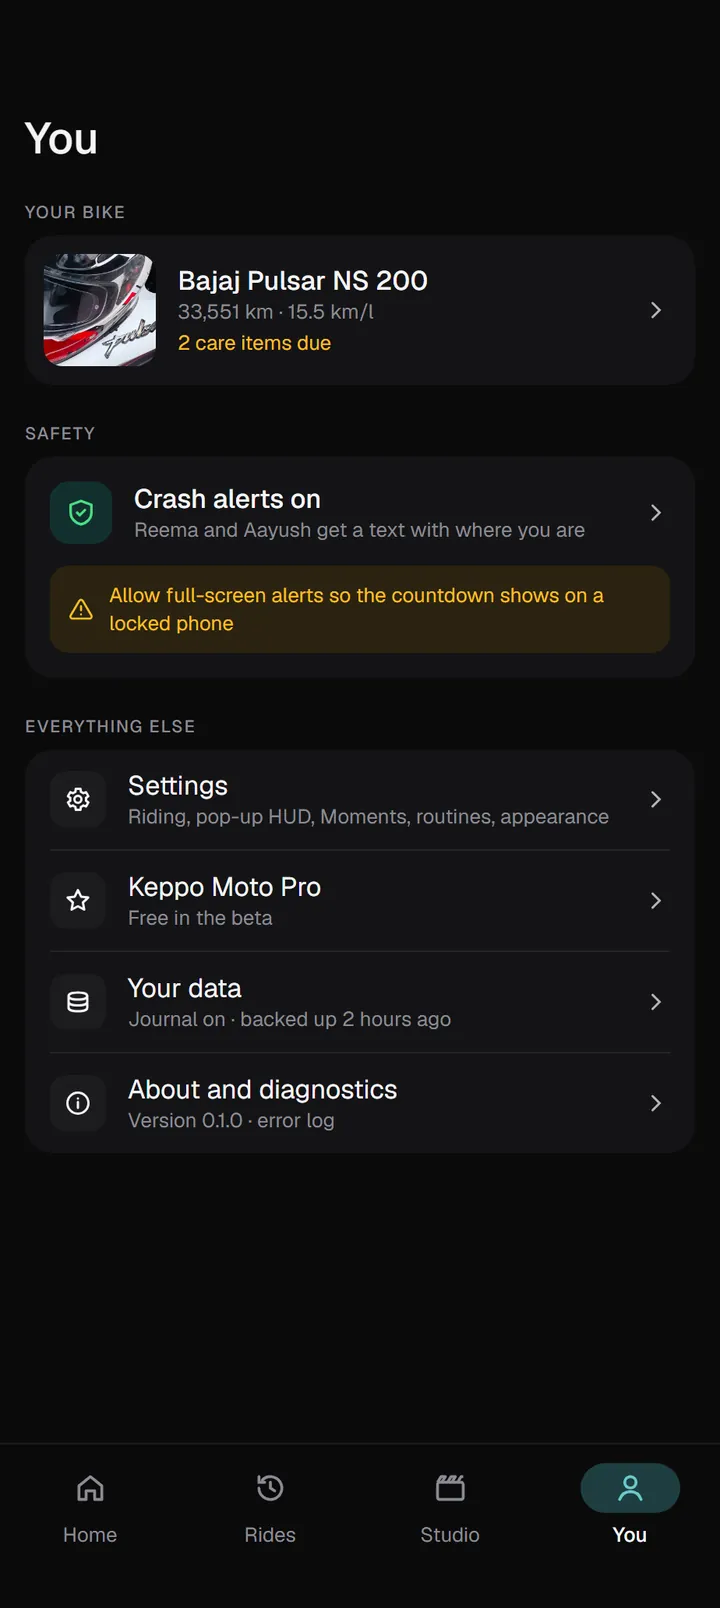 You
YOUR BIKE
Bajaj Pulsar NS 200
33,551 km · 15.5 km/l
2 care items due
SAFETY
Crash alerts on
Reema and Aayush get a text with where you are
Allow full-screen alerts so the countdown shows on a
locked phone
EVERYTHING ELSE
Settings
Riding, pop-up HUD, Moments, routines, appearance
Keppo Moto Pro
Free in the beta
Your data
Journal on · backed up 2 hours ago
About and diagnostics
Version 0.1.0 · error log
Home
Rides
Studio
You